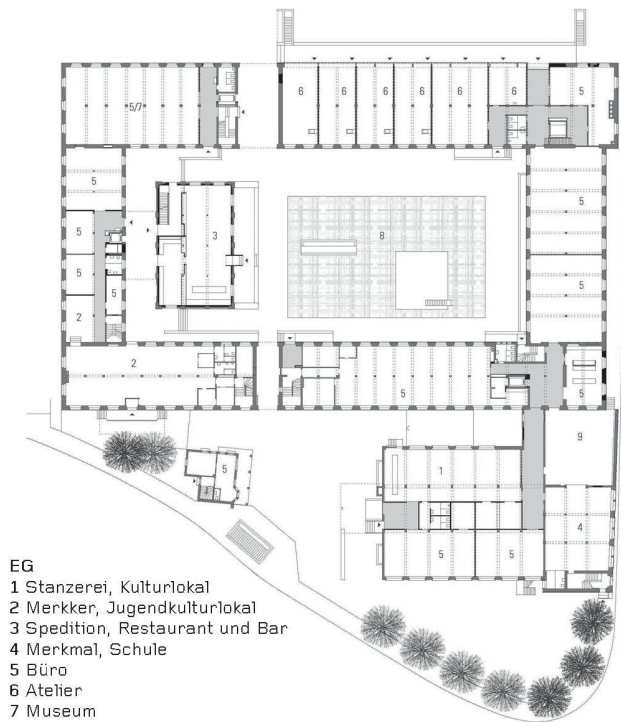 6 6 6 6 6 6 5
5/7
5
5
5 3 8
5 5
5
2
2 5 5
5 1 9
4
5 5
EG
1 Stanzerei, Kulturlokal
2 Merkker, Jugendkulturlokal
3 Spedition, Restaurant und Bar
4 Merkmal, Schule
5 Büro
6 Atelier
7 Museum